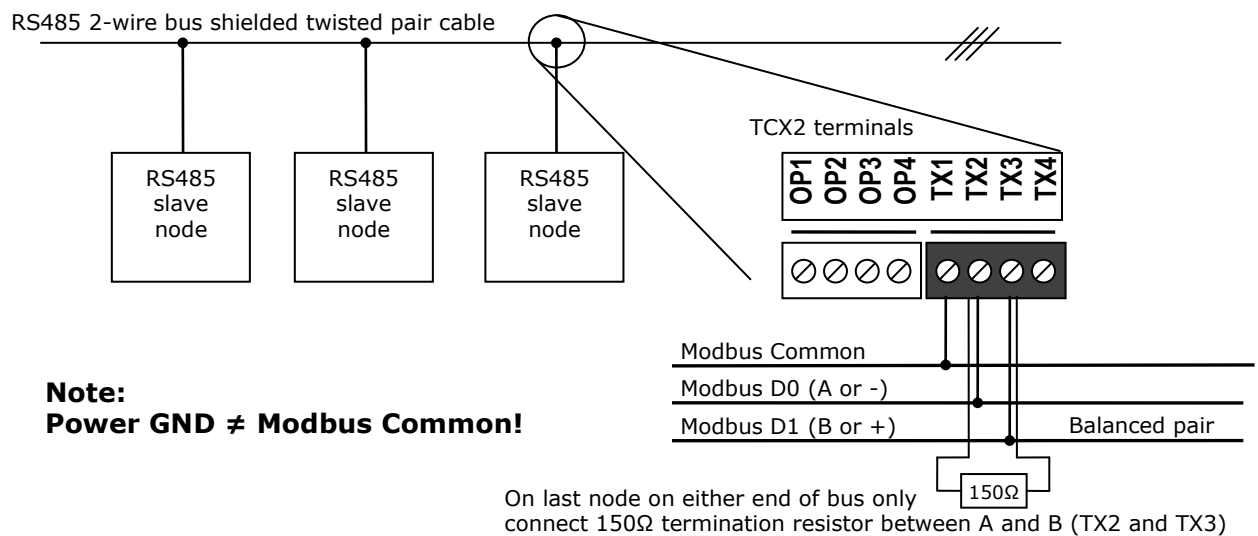 RS485 2-wire bus shielded twisted pair cable
TCX2 terminals
RS485
slave
node
RS485
slave
node
RS485
slave
node
OP1
OP2
OP3
OP4
TX1
TX2
TX3
TX4
Modbus Common
Modbus D0 (A or -)
Modbus D1 (B or +)
Balanced pair
Note:
Power GND ≠ Modbus Common!
150Ω
On last node on either end of bus only
connect 150Ω termination resistor between A and B (TX2 and TX3)